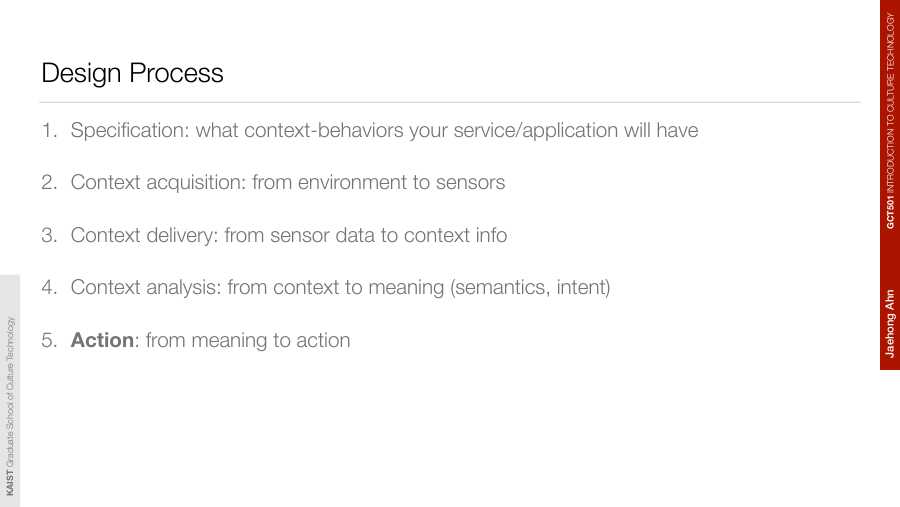 Design Process
1. Specification: what context-behaviors your service/application will have
2. Context acquisition: from environment to sensors
3. Context delivery: from sensor data to context info
4. Context analysis: from context to meaning (semantics, intent)
5. Action: from meaning to action
KAIST Graduate School of Culture Technology
GCT501 INTRODUCTION TO CULTURE TECHNOLOGY
Jaehong Ahn